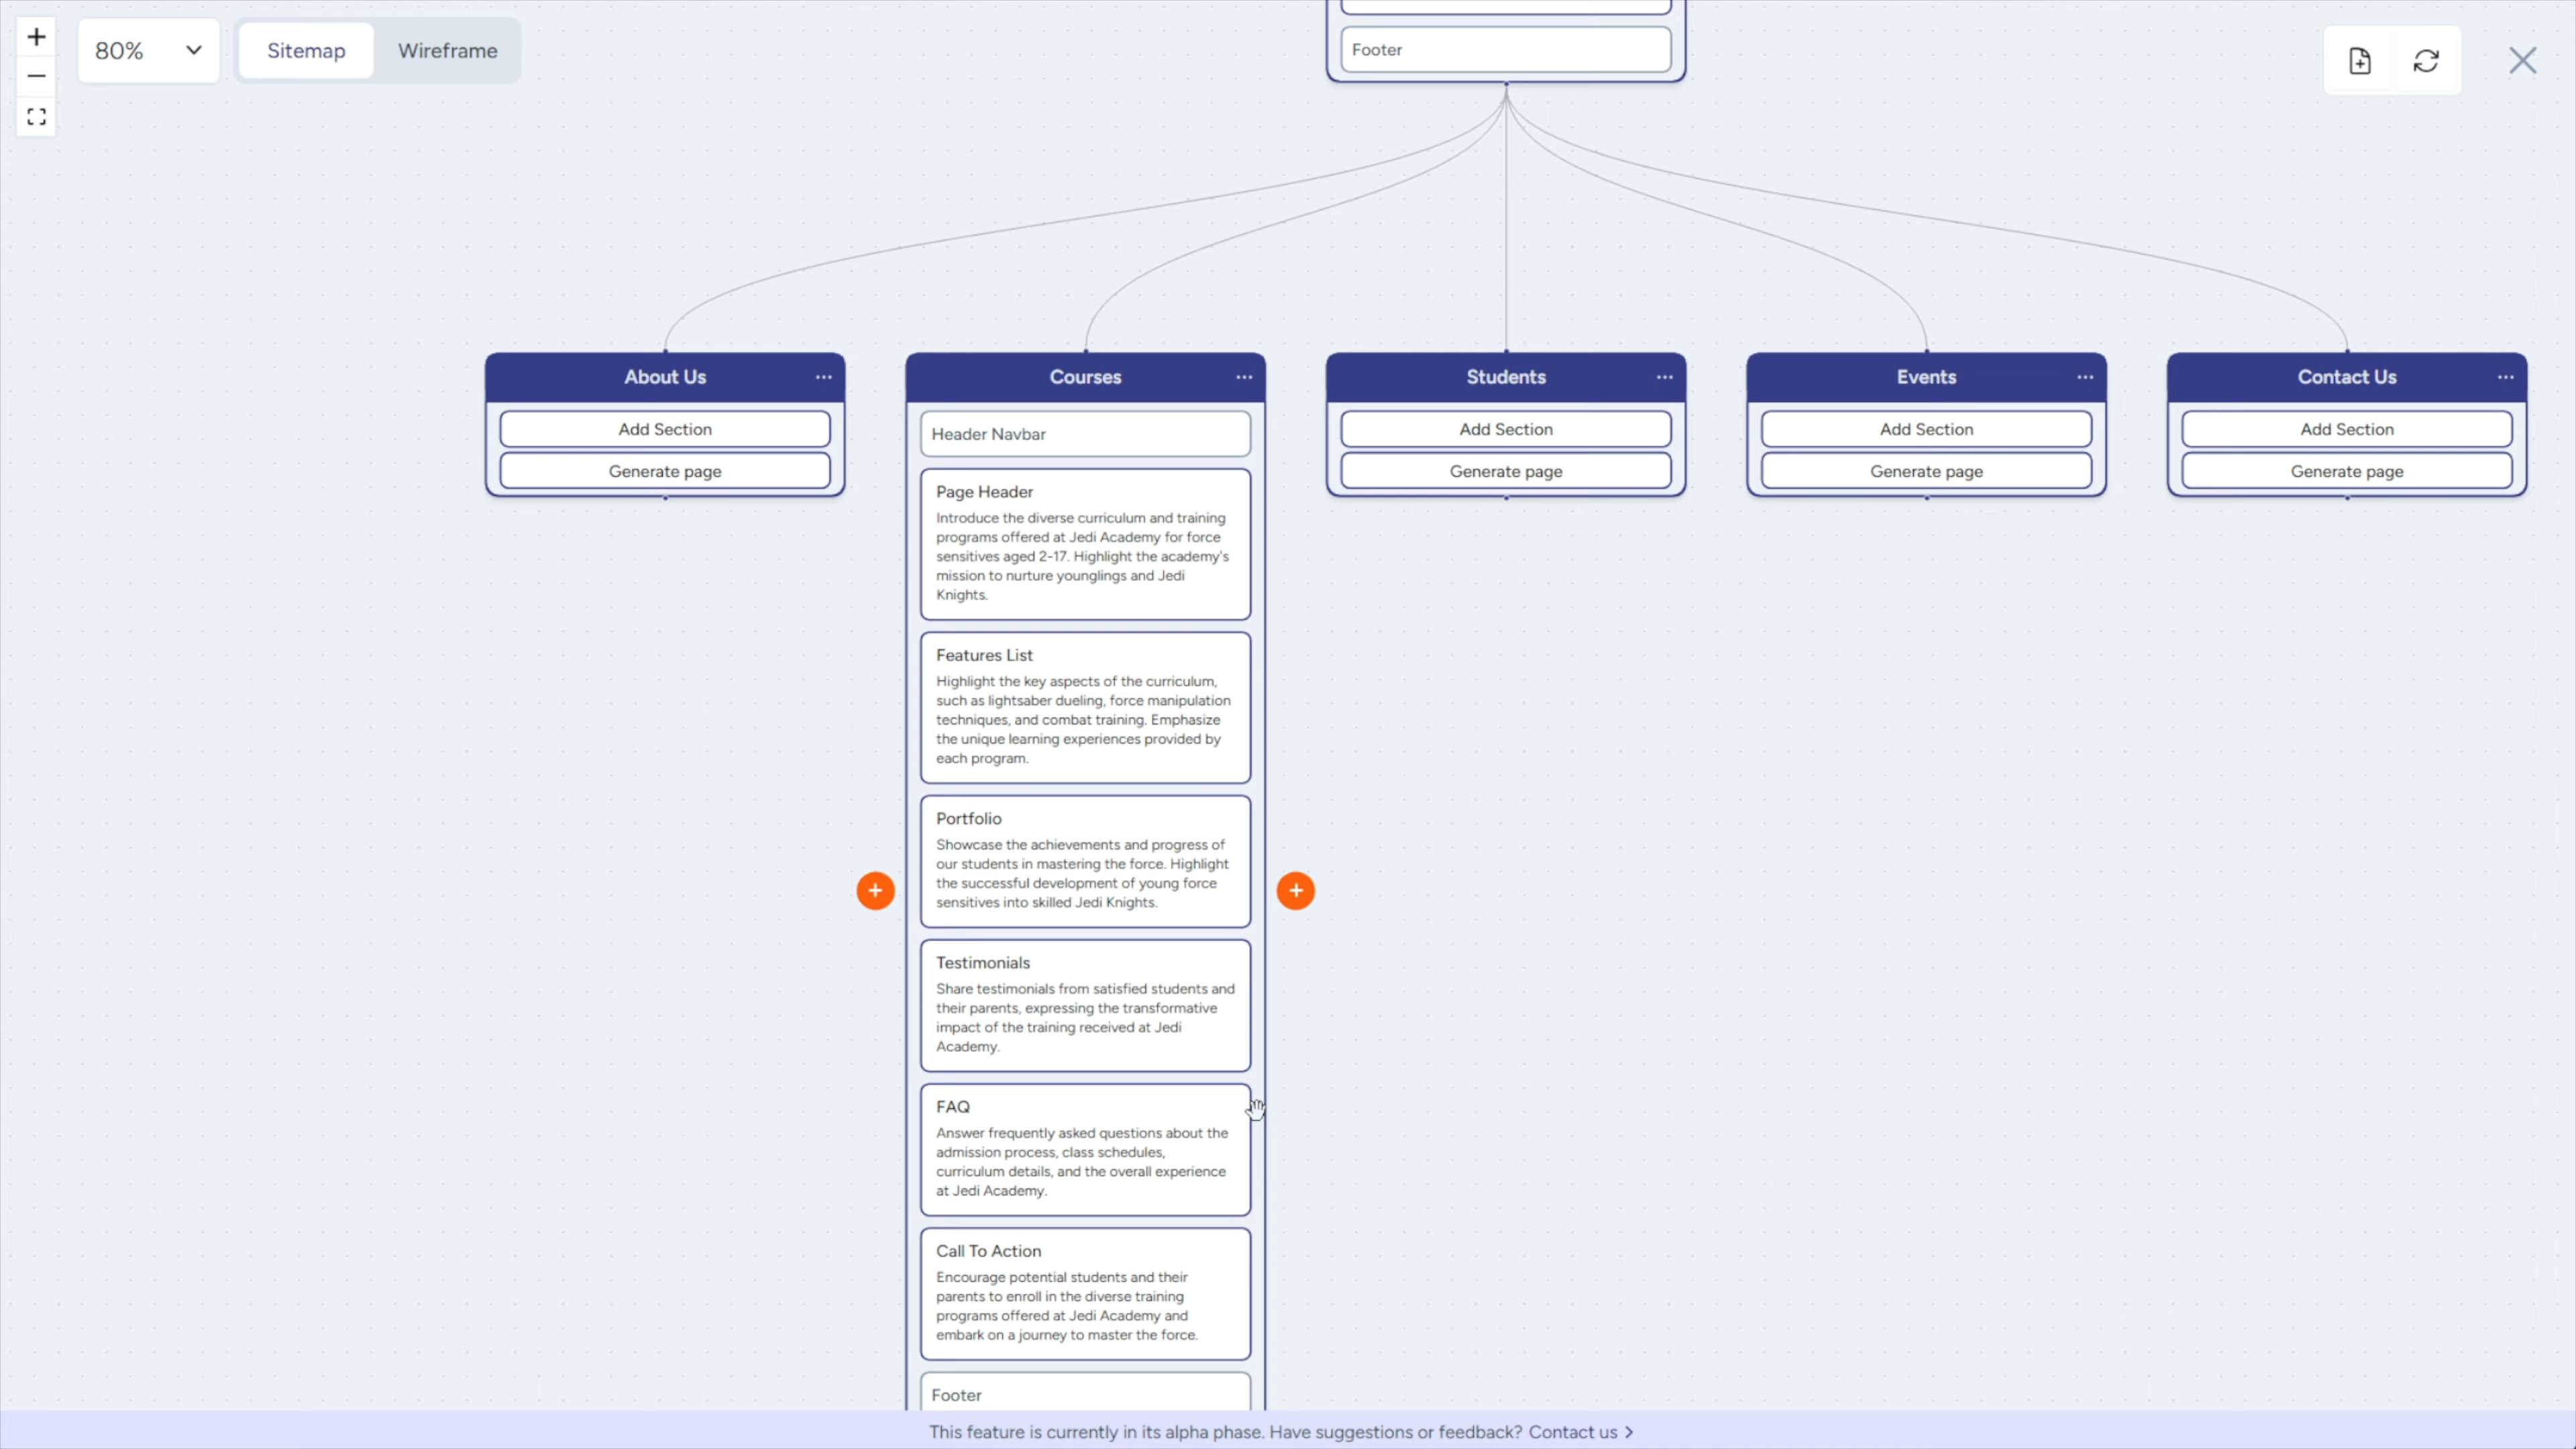 80%
Sitemap
Wireframe
Footer
About Us
Add Section
Generate page
Courses
Header Navbar
Page Header
Introduce the diverse curriculum and training
programs offered at Jedi Academy for force
sensitives aged 2-17. Highlight the academy's
mission to nurture younglings and Jedi
Knights.
Features List
Highlight the key aspects of the curriculum,
such as lightsaber dueling, force manipulation
techniques, and combat training. Emphasize
the unique learning experiences provided by
each program.
Portfolio
Showcase the achievements and progress of
our students in mastering the force. Highlight
the successful development of young force
sensitives into skilled Jedi Knights.
Testimonials
Share testimonials from satisfied students and
their parents, expressing the transformative
impact of the training received at Jedi
Academy.
FAQ
Answer frequently asked questions about the
admission process, class schedules,
curriculum details, and the overall experience
at Jedi Academy.
Call To Action
Encourage potential students and their
parents to enroll in the diverse training
programs offered at Jedi Academy and
embark on a journey to master the force.
Footer
Students
Add Section
Generate page
Events
Add Section
Generate page
Contact Us
Add Section
Generate page
This feature is currently in its alpha phase. Have suggestions or feedback? Contact us